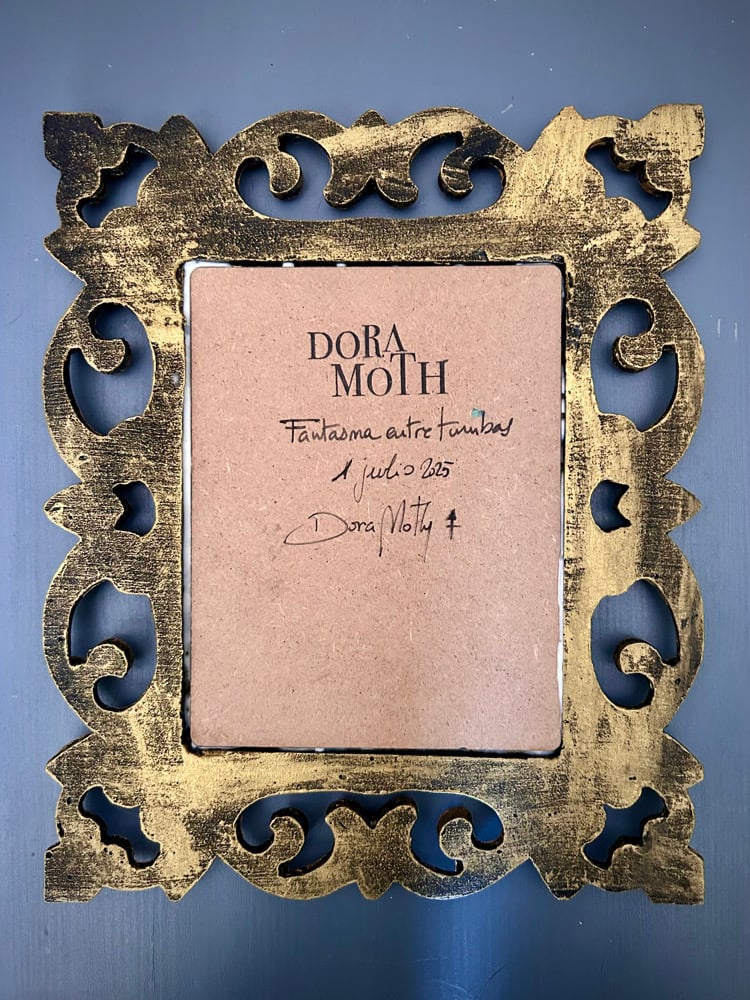 DORA
MOTH
Fantasma entre tumbas
1 julio 2025
Dora Moth